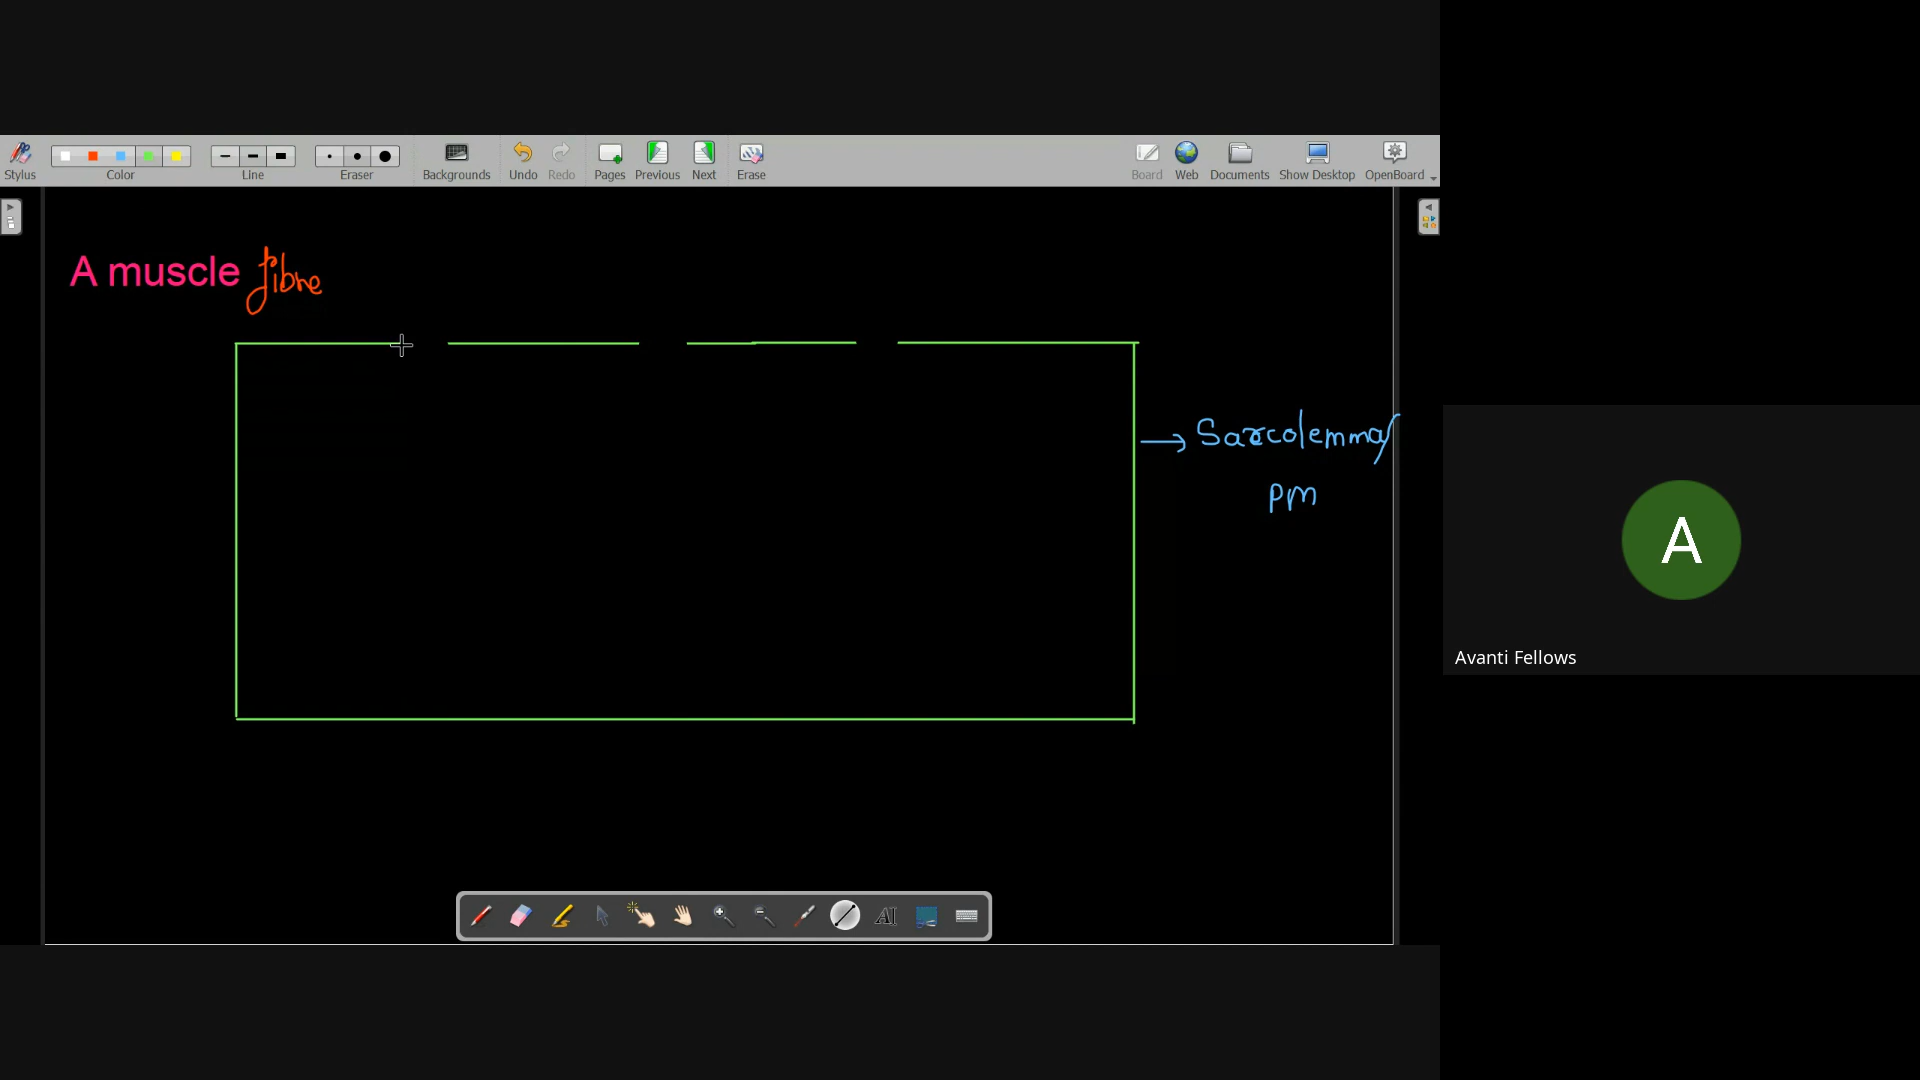 Stylus Color Line Eraser Backgrounds Undo Redo Pages Previous Next Erase Board Web Documents Show Desktop OpenBoard
A muscle fibre
→ Sarcolemma/
PM
A
Avanti Fellows
AI